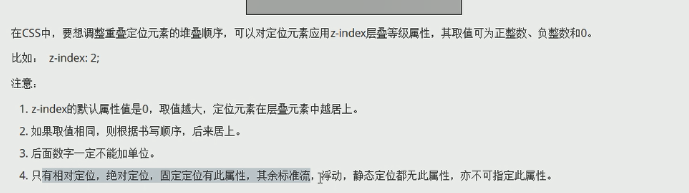 在CSS中，要想调整重叠定位元素的堆叠顺序，可以对定位元素应用z-index层叠等级属性，其取值可为正整数、负整数和0。
比如： z-index: 2;
注意：
1. z-index的默认属性值是0，取值越大，定位元素在层叠元素中越居上。
2. 如果取值相同，则根据书写顺序，后来居上。
3. 后面数字一定不能加单位。
4. 只有相对定位，绝对定位，固定定位有此属性，其余标准流，浮动，静态定位都无此属性，亦不可指定此属性。